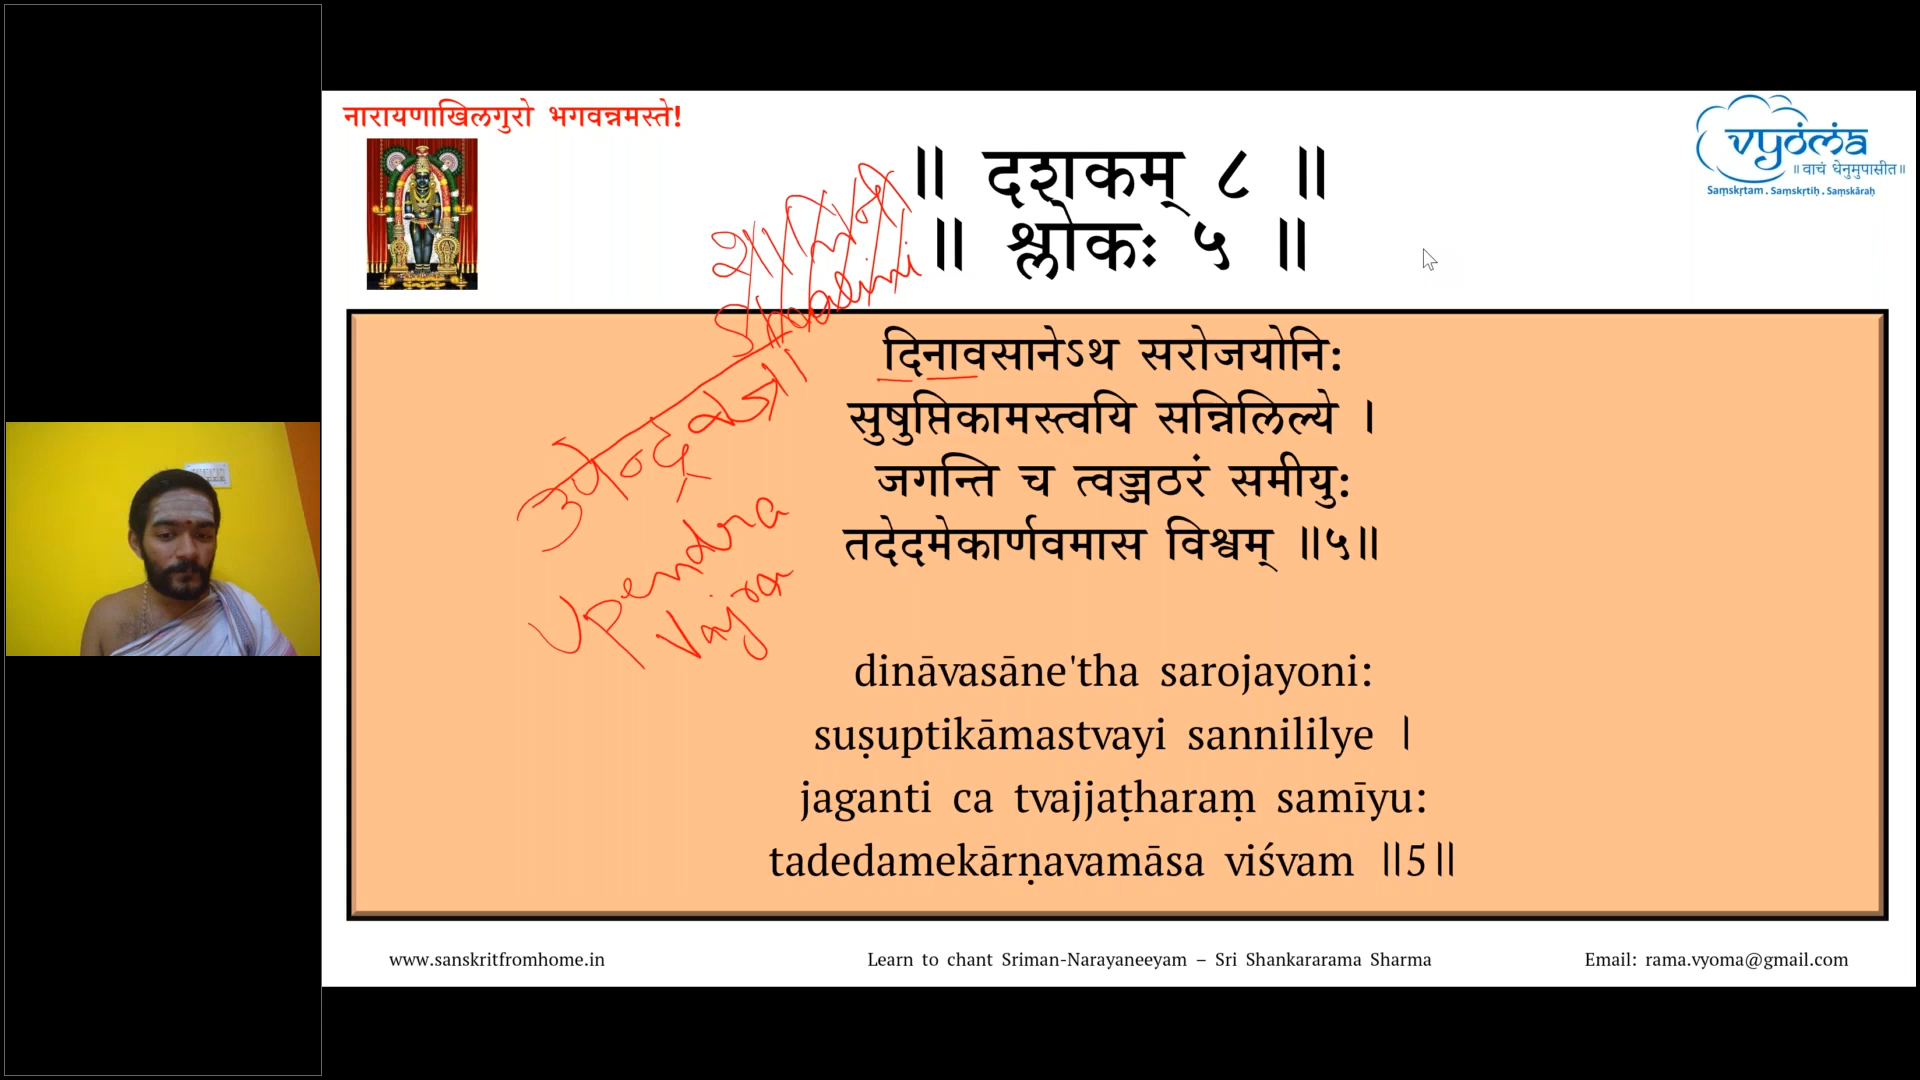 नारायणाखिलगुरो भगवन्नमस्ते!
vyoma
॥ वाचं धेनुमुपासीत॥
Saṃskṛtam . Saṃskṛtiḥ . Saṃskāraḥ
॥ दशकम् ८ ॥
॥ श्लोकः ५ ॥
शालिनी
Shaalini
उपेन्द्रवज्रा
Upendra
Vajra
दिनावसानेऽथ सरोजयोनि:
सुषुप्तिकामस्त्वयि सन्निलिल्ये ।
जगन्ति च त्वज्जठरं समीयु:
तदेदमेकार्णवमास विश्वम् ॥५॥
dināvasāne'tha sarojayoni:
suṣuptikāmastvayi sannililye ।
jaganti ca tvajjaṭharaṃ samīyu:
tadedamekārṇavamāsa viśvam ॥5॥
www.sanskritfromhome.in
Learn to chant Sriman-Narayaneeyam – Sri Shankararama Sharma
Email: rama.vyoma@gmail.com